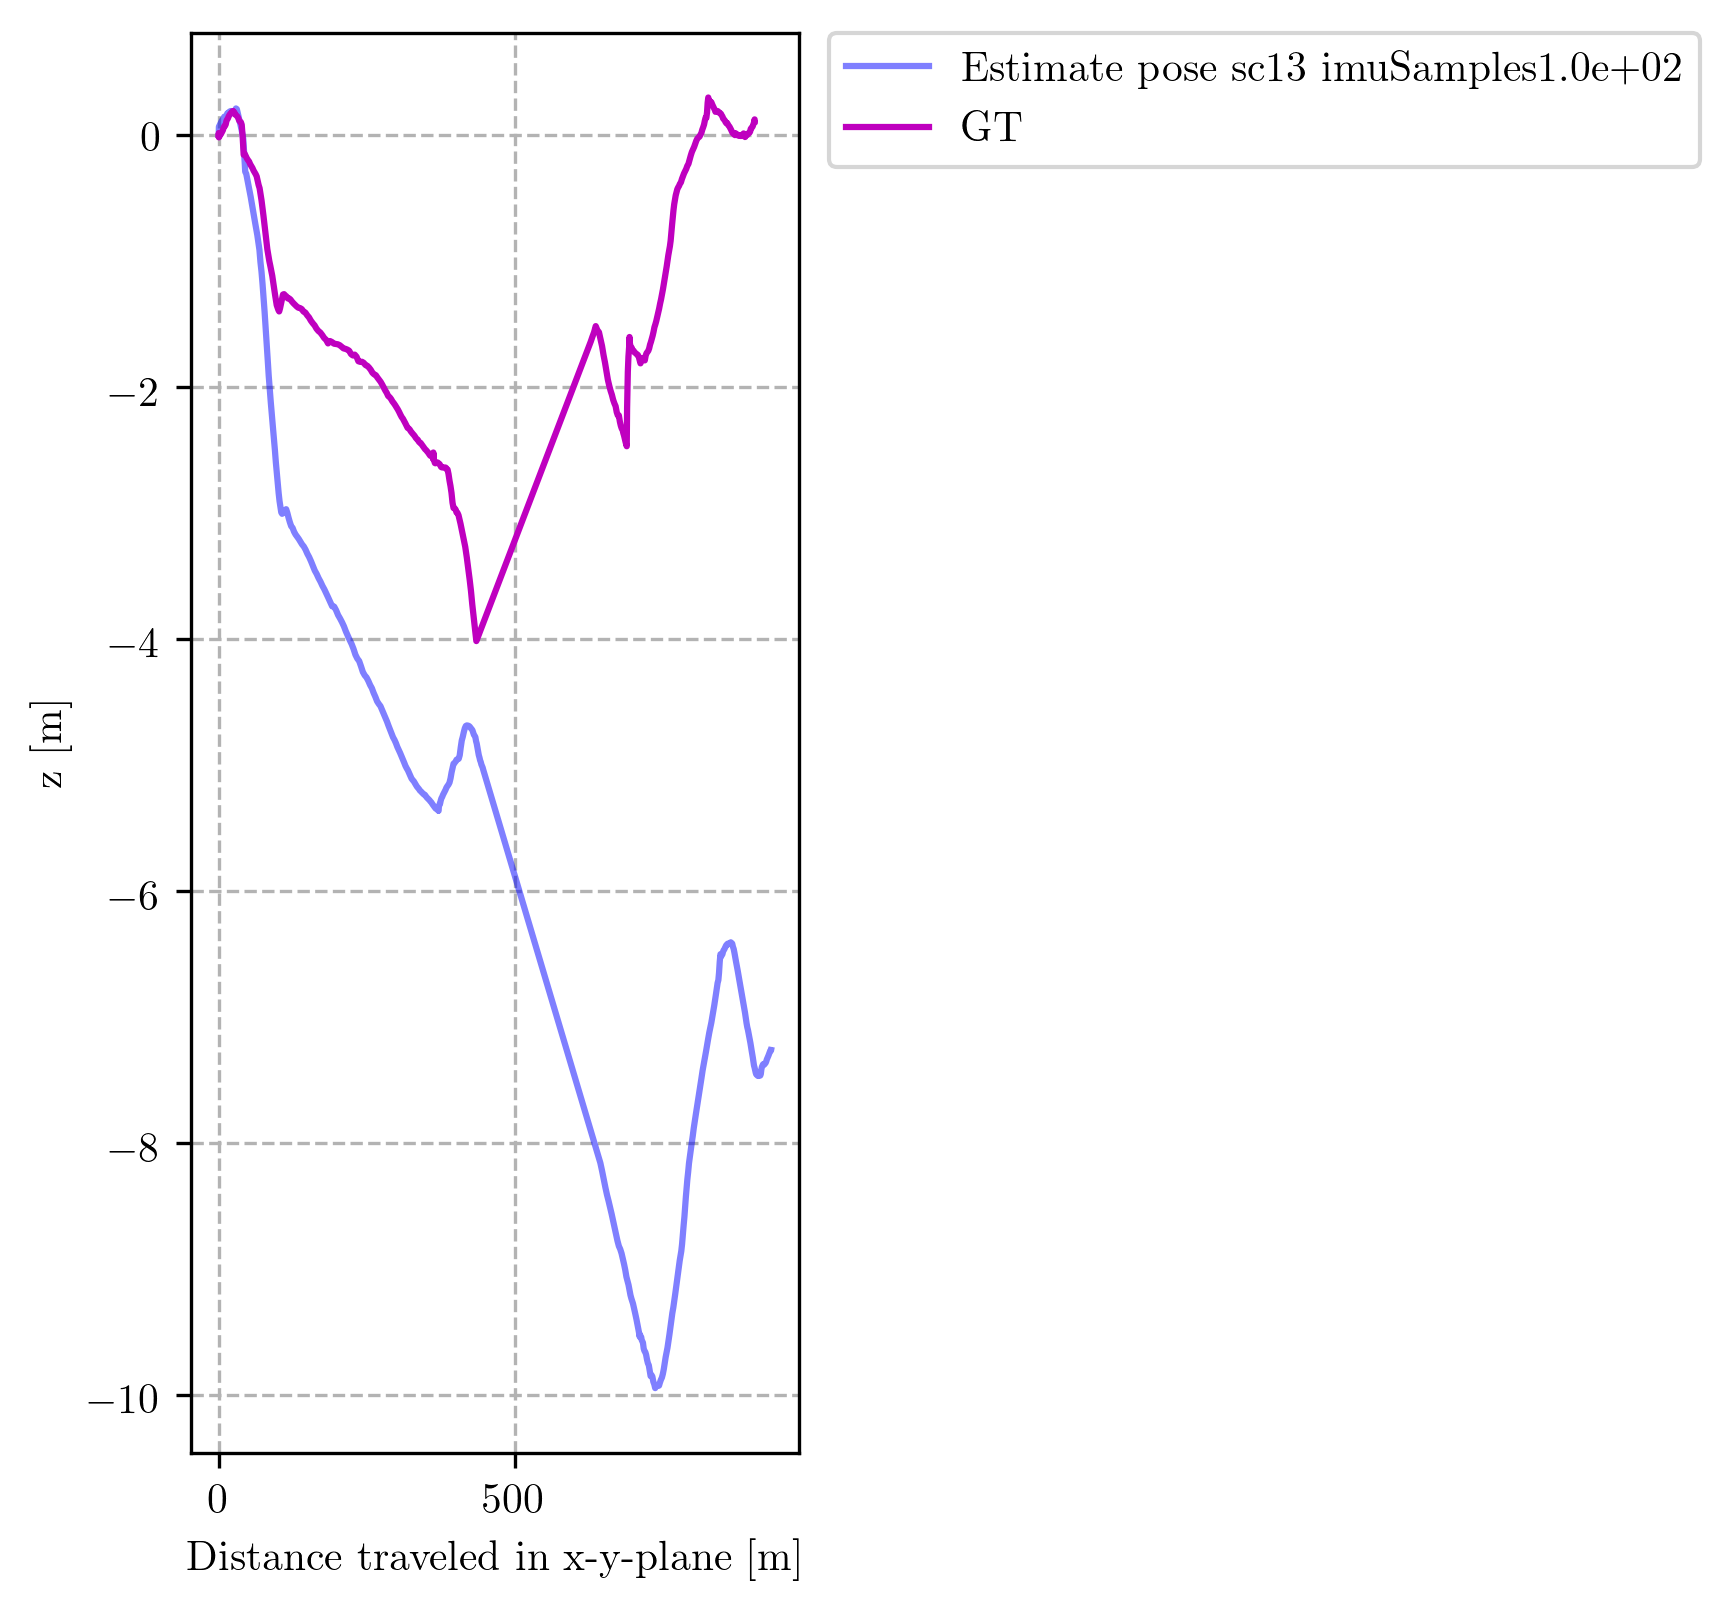 Estimate pose sc13 imuSamples1.0e+02
GT
0
−2
−4
−6
−8
−10
z [m]
0 500
Distance traveled in x-y-plane [m]